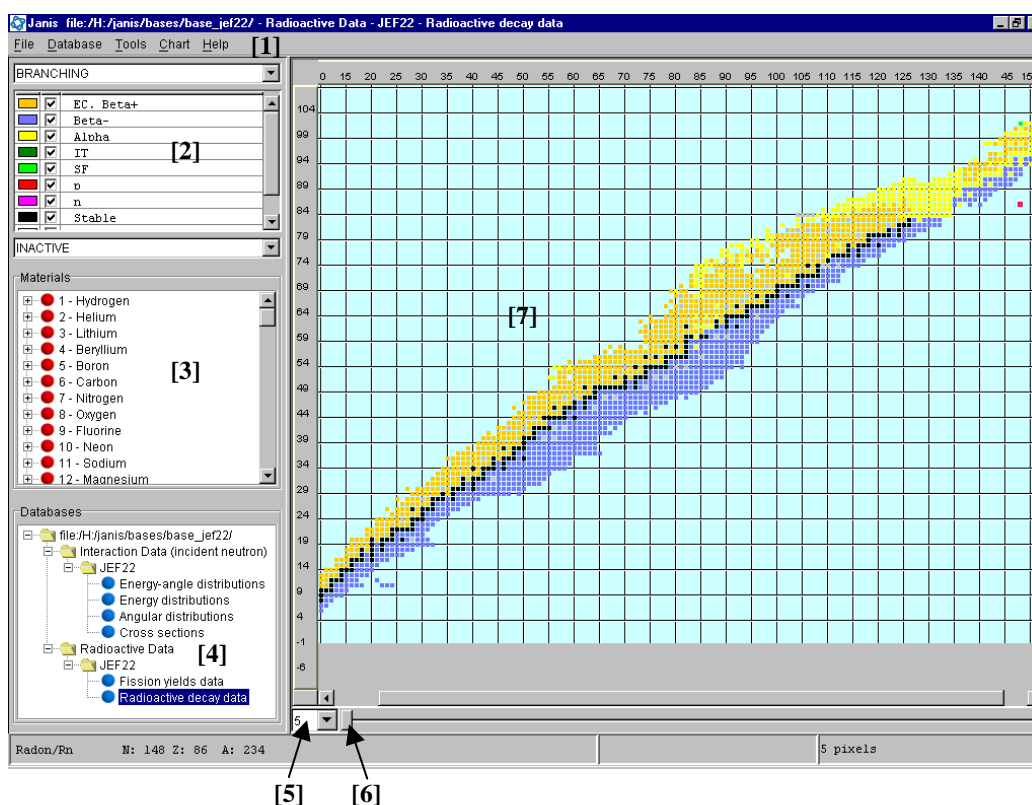 Janis file:/H:/janis/bases/base_jef22/ - Radioactive Data - JEF22 - Radioactive decay data
File Database Tools Chart Help [1]
BRANCHING
EC. Beta+
Beta-
Alpha
IT
SF
p
n
Stable
[2]
INACTIVE
Materials
1 - Hydrogen
2 - Helium
3 - Lithium
4 - Beryllium
5 - Boron
6 - Carbon
7 - Nitrogen
8 - Oxygen
9 - Fluorine
10 - Neon
11 - Sodium
12 - Magnesium
[3]
Databases
file:/H:/janis/bases/base_jef22/
Interaction Data (incident neutron)
JEF22
Energy-angle distributions
Energy distributions
Angular distributions
Cross sections
Radioactive Data
JEF22
Fission yields data
Radioactive decay data
[4]
0 15 20 25 30 35 40 45 50 55 60 65 70 75 80 85 90 95 100 105 110 115 120 125 130 135 140 45 15
104
99
94
89
84
79
74
69
64
59
54
49
44
39
34
29
24
19
14
9
4
-1
-6
[7]
5
Radon/Rn N: 148 Z: 86 A: 234
5 pixels
[5] [6]